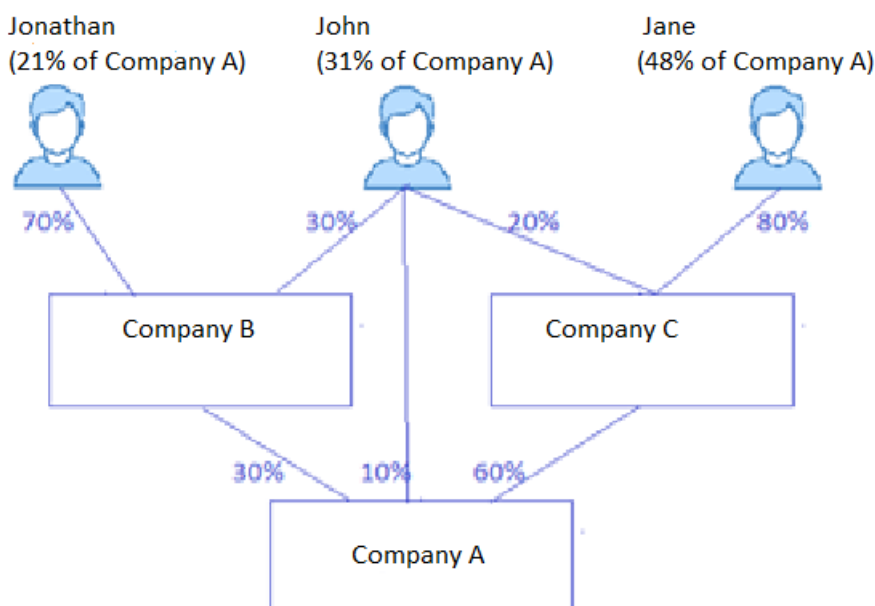 Jonathan
(21% of Company A)
John
(31% of Company A)
Jane
(48% of Company A)
70%
30%
20%
80%
Company B
Company C
30%
10%
60%
Company A